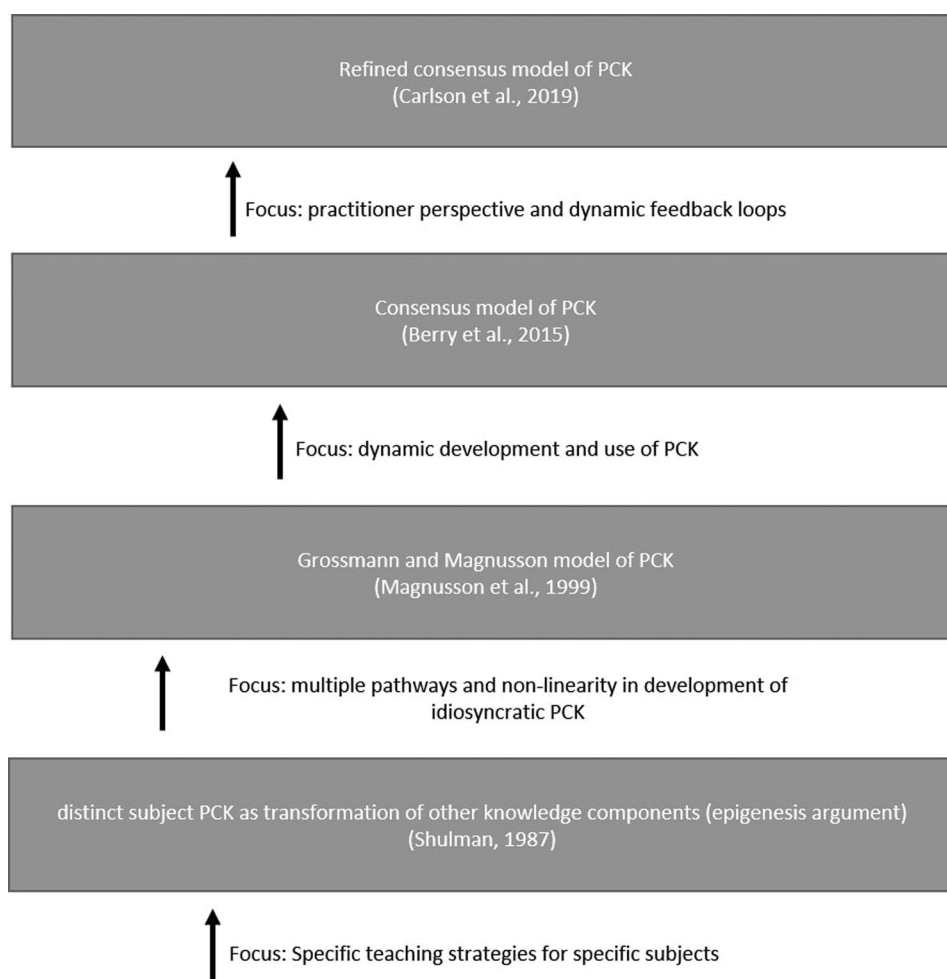 Refined consensus model of PCK
(Carlson et al., 2019)
Focus: practitioner perspective and dynamic feedback loops
Consensus model of PCK
(Berry et al., 2015)
Focus: dynamic development and use of PCK
Grossmann and Magnusson model of PCK
(Magnusson et al., 1999)
Focus: multiple pathways and non-linearity in development of
idiosyncratic PCK
distinct subject PCK as transformation of other knowledge components (epigenesis argument)
(Shulman, 1987)
Focus: Specific teaching strategies for specific subjects